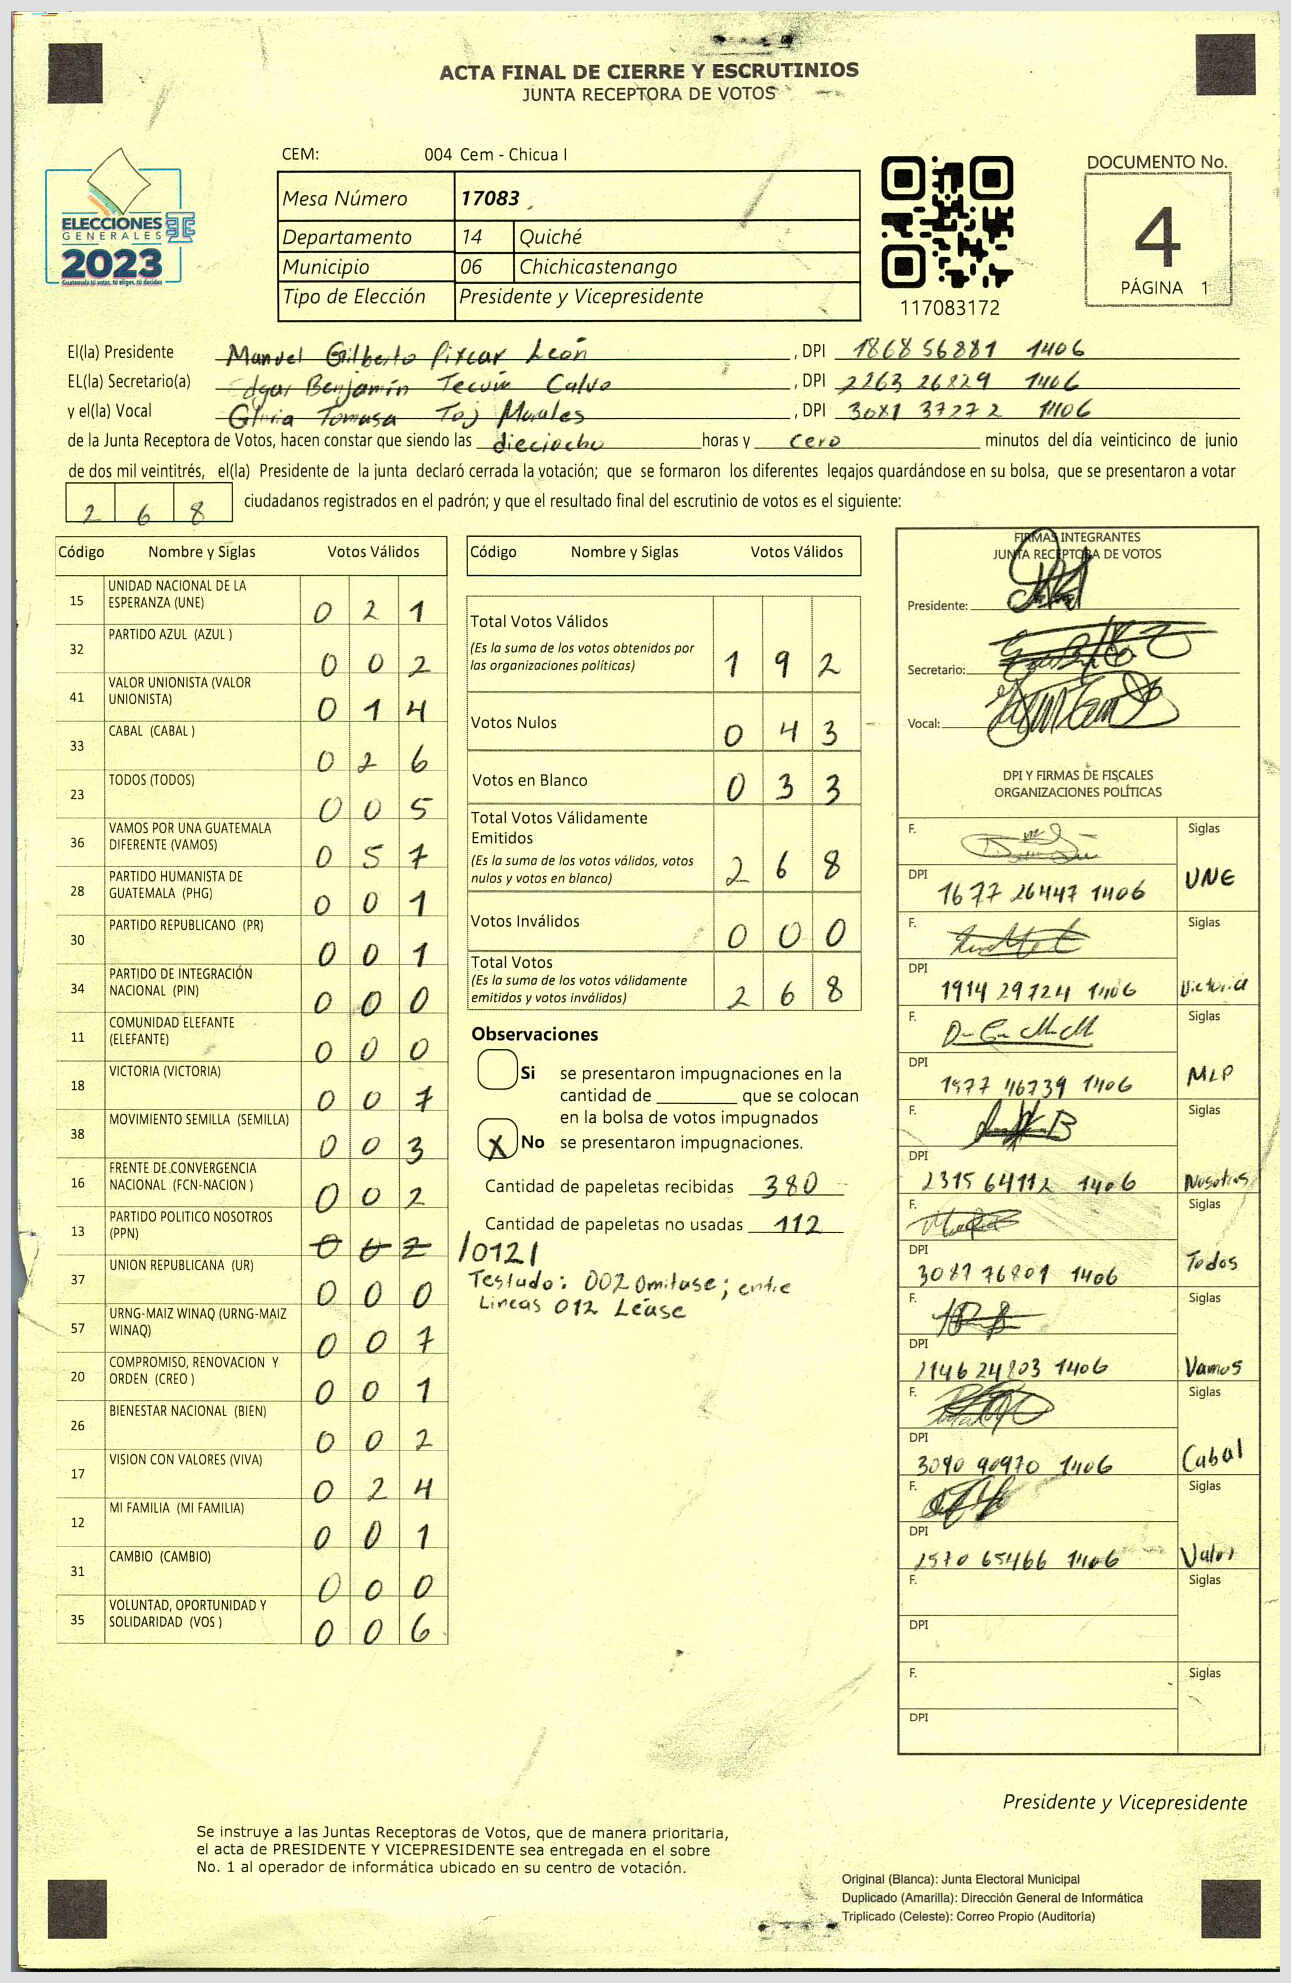 ACTA FINAL DE CIERRE Y ESCRUTINIOS
JUNTA RECEPTORA DE VOTOS
ELECCIONES
GENERALES
2023
Guatemala tú votas, tú eliges, tú decides
CEM: 004 Cem - Chicua I
Mesa Número 17083
Departamento 14 Quiché
Municipio 06 Chichicastenango
Tipo de Elección Presidente y Vicepresidente
117083172
DOCUMENTO No.
4
PÁGINA 1
El(la) Presidente Manuel Gilberto Pixcar León , DPI 1868 56881 1406
EL(la) Secretario(a) Edgar Benjamín Tecúm Calvo , DPI 2263 26829 1406
y el(la) Vocal Gloria Tomasa Toj Morales , DPI 3081 37272 1406
de la Junta Receptora de Votos, hacen constar que siendo las dieciocho horas y cero minutos del día veinticinco de junio
de dos mil veintitrés, el(la) Presidente de la junta declaró cerrada la votación; que se formaron los diferentes legajos quardándose en su bolsa, que se presentaron a votar
2 6 8 ciudadanos registrados en el padrón; y que el resultado final del escrutinio de votos es el siguiente:
Código Nombre y Siglas Votos Válidos
15 UNIDAD NACIONAL DE LA
ESPERANZA (UNE) 0 2 1
32 PARTIDO AZUL (AZUL ) 0 0 2
41 VALOR UNIONISTA (VALOR
UNIONISTA) 0 1 4
33 CABAL (CABAL ) 0 2 6
23 TODOS (TODOS) 0 0 5
36 VAMOS POR UNA GUATEMALA
DIFERENTE (VAMOS) 0 5 7
28 PARTIDO HUMANISTA DE
GUATEMALA (PHG) 0 0 1
30 PARTIDO REPUBLICANO (PR) 0 0 1
34 PARTIDO DE INTEGRACIÓN
NACIONAL (PIN) 0 0 0
11 COMUNIDAD ELEFANTE
(ELEFANTE) 0 0 0
18 VICTORIA (VICTORIA) 0 0 7
38 MOVIMIENTO SEMILLA (SEMILLA) 0 0 3
16 FRENTE DE CONVERGENCIA
NACIONAL (FCN-NACION ) 0 0 2
13 PARTIDO POLITICO NOSOTROS
(PPN) 0 0 2 /012/
37 UNION REPUBLICANA (UR) 0 0 0
57 URNG-MAIZ WINAQ (URNG-MAIZ
WINAQ) 0 0 7
20 COMPROMISO, RENOVACION Y
ORDEN (CREO ) 0 0 1
26 BIENESTAR NACIONAL (BIEN) 0 0 2
17 VISION CON VALORES (VIVA) 0 2 4
12 MI FAMILIA (MI FAMILIA) 0 0 1
31 CAMBIO (CAMBIO) 0 0 0
35 VOLUNTAD, OPORTUNIDAD Y
SOLIDARIDAD (VOS ) 0 0 6
Código Nombre y Siglas Votos Válidos
Total Votos Válidos
(Es la suma de los votos obtenidos por
las organizaciones políticas) 1 9 2
Votos Nulos 0 4 3
Votos en Blanco 0 3 3
Total Votos Válidamente
Emitidos
(Es la suma de los votos válidos, votos
nulos y votos en blanco) 2 6 8
Votos Inválidos 0 0 0
Total Votos
(Es la suma de los votos válidamente
emitidos y votos inválidos) 2 6 8
Observaciones
Si se presentaron impugnaciones en la
cantidad de ________ que se colocan
en la bolsa de votos impugnados
X No se presentaron impugnaciones.
Cantidad de papeletas recibidas 380
Cantidad de papeletas no usadas 112
Testado: 002 Omitase; entre
Lineas 012 Léase
FIRMAS INTEGRANTES
JUNTA RECEPTORA DE VOTOS
Presidente:
Secretario:
Vocal:
DPI Y FIRMAS DE FISCALES
ORGANIZACIONES POLÍTICAS
F. Siglas
DPI 1677 26447 1406 UNE
F. Siglas
DPI 1914 29724 1406 Victoria
F. Siglas
DPI 1577 46739 1406 MLP
F. Siglas
DPI 2315 64112 1406 Nosotros
F. Siglas
DPI 3087 76801 1406 Todos
F. Siglas
DPI 2146 24803 1406 Vamos
F. Siglas
DPI 3090 90970 1406 Cabal
F. Siglas
DPI 2570 65466 1406 Valor
F. Siglas
DPI
F. Siglas
DPI
Presidente y Vicepresidente
Se instruye a las Juntas Receptoras de Votos, que de manera prioritaria,
el acta de PRESIDENTE Y VICEPRESIDENTE sea entregada en el sobre
No. 1 al operador de informática ubicado en su centro de votación.
Original (Blanca): Junta Electoral Municipal
Duplicado (Amarilla): Dirección General de Informática
Triplicado (Celeste): Correo Propio (Auditoría)